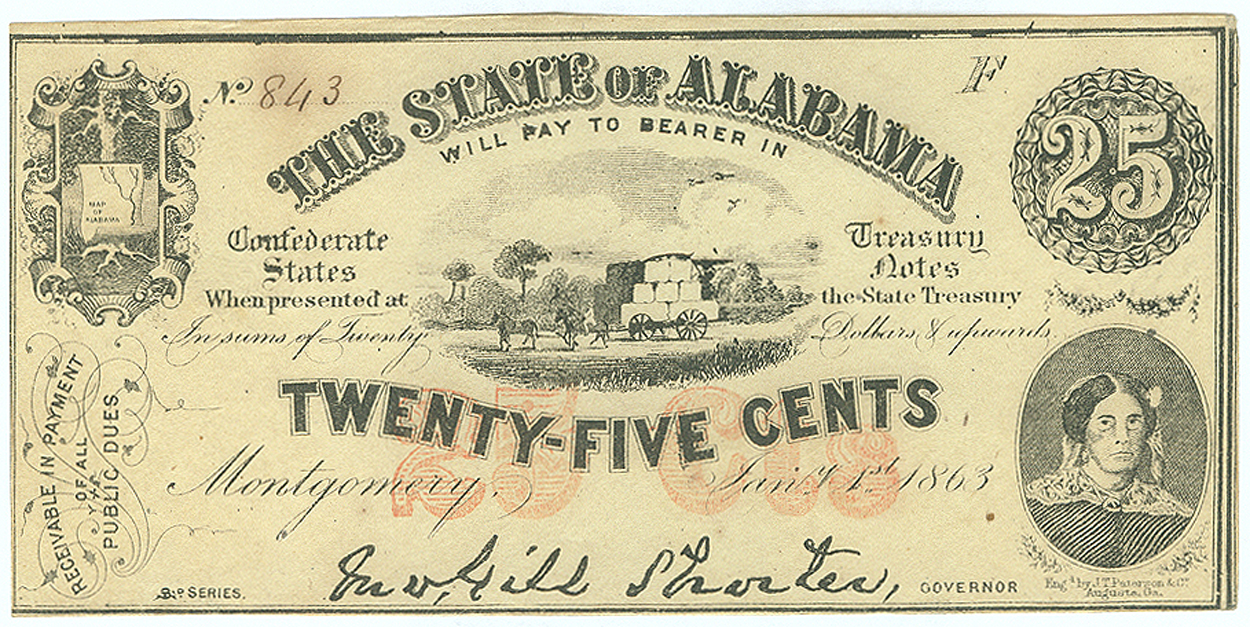 No. 843
F
THE STATE OF ALABAMA
WILL PAY TO BEARER IN
25
MAP
OF
ALABAMA
Confederate
States
When presented at
In sums of Twenty
Treasury
Notes
the State Treasury
Dollars & upwards.
TWENTY-FIVE CENTS
25 CTS
Montgomery, Jany. 1st. 1863
RECEIVABLE IN PAYMENT
OF ALL
PUBLIC DUES
3RD SERIES.
Jno. Gill Shorter,
GOVERNOR
Engd. by J.T. Paterson & Co.
Augusta, Ga.